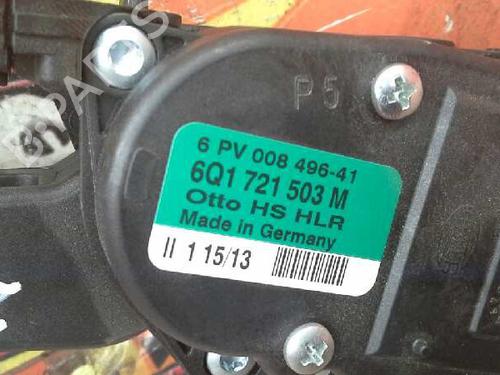 P5
6 PV 008 496-41
6Q1 721 503 M
Otto HS HLR
Made in Germany
II 1 15/13